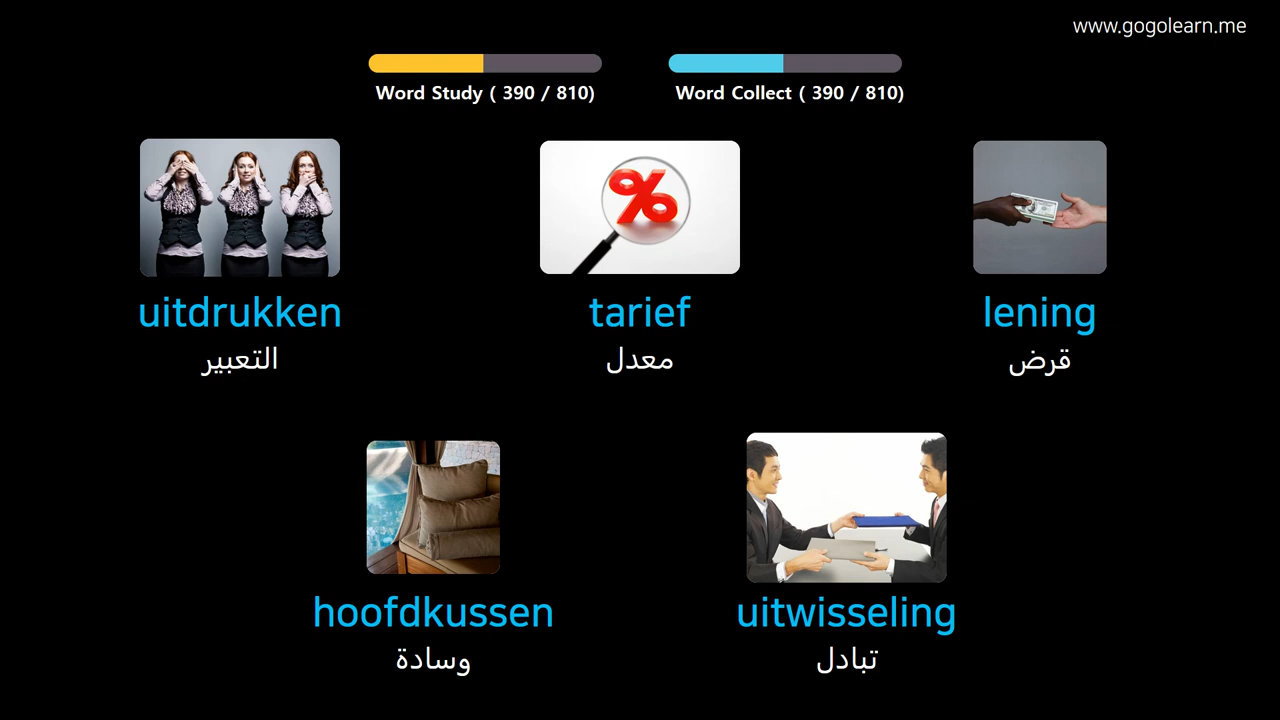 www.gogolearn.me
Word Study ( 390 / 810)
Word Collect ( 390 / 810)
uitdrukken
التعبير
tarief
معدل
lening
قرض
hoofdkussen
وسادة
uitwisseling
تبادل